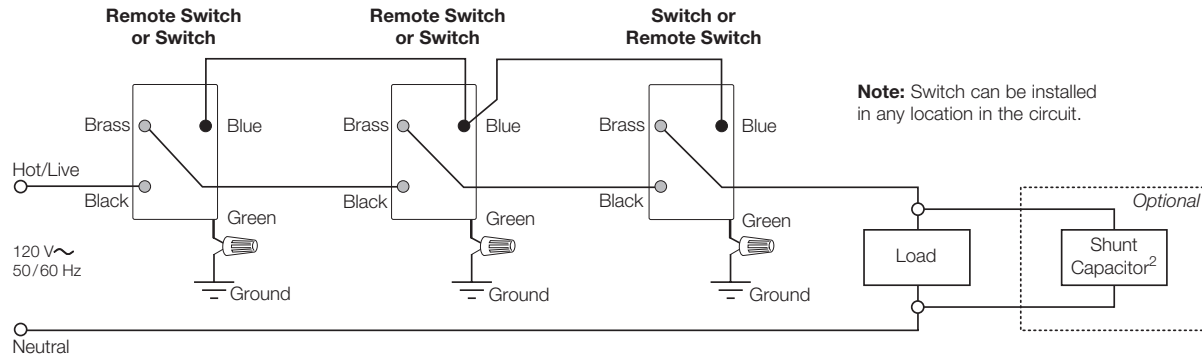 Remote Switch
or Switch
Remote Switch
or Switch
Switch or
Remote Switch
Note: Switch can be installed
in any location in the circuit.
Brass
Blue
Brass
Blue
Brass
Blue
Hot/Live
Black
Black
Black
Green
Green
Green
Optional
120 V~
50/60 Hz
Load
Shunt
Capacitor²
Ground
Ground
Ground
Neutral